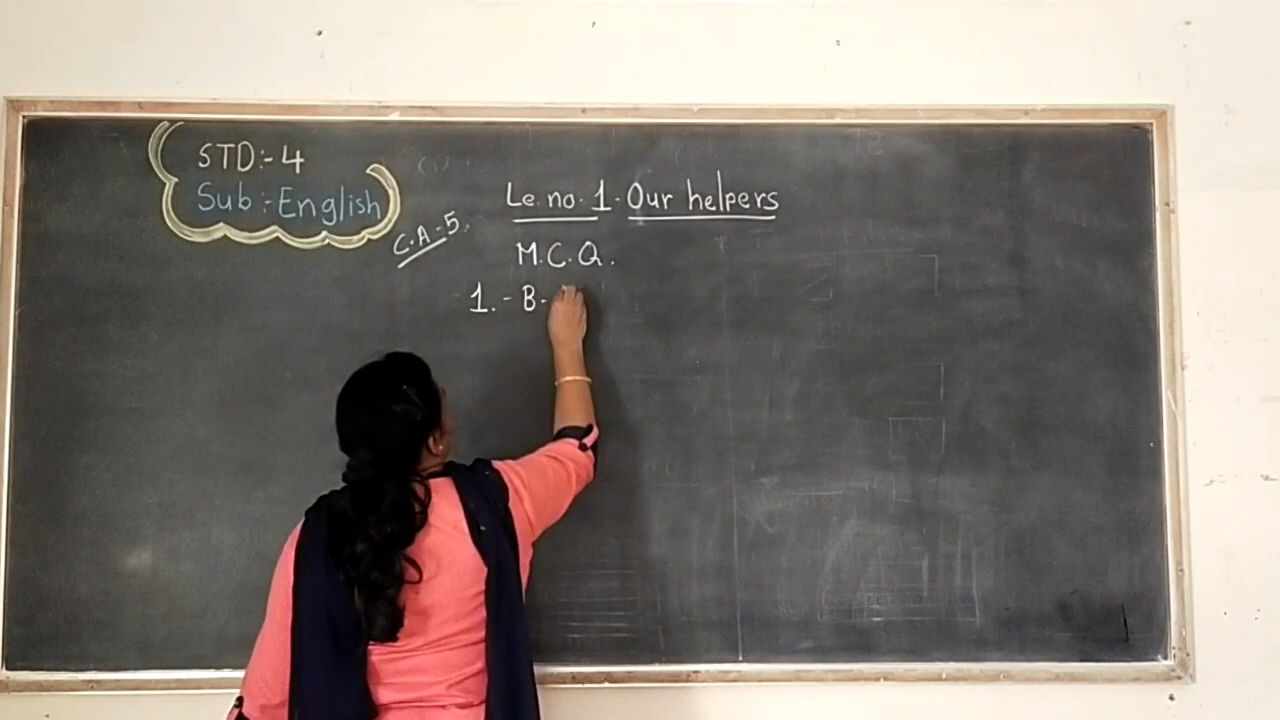 STD:- 4
Sub :- English
Le. no. 1. Our helpers
C.A-5.
M.C.Q.
1. - B-